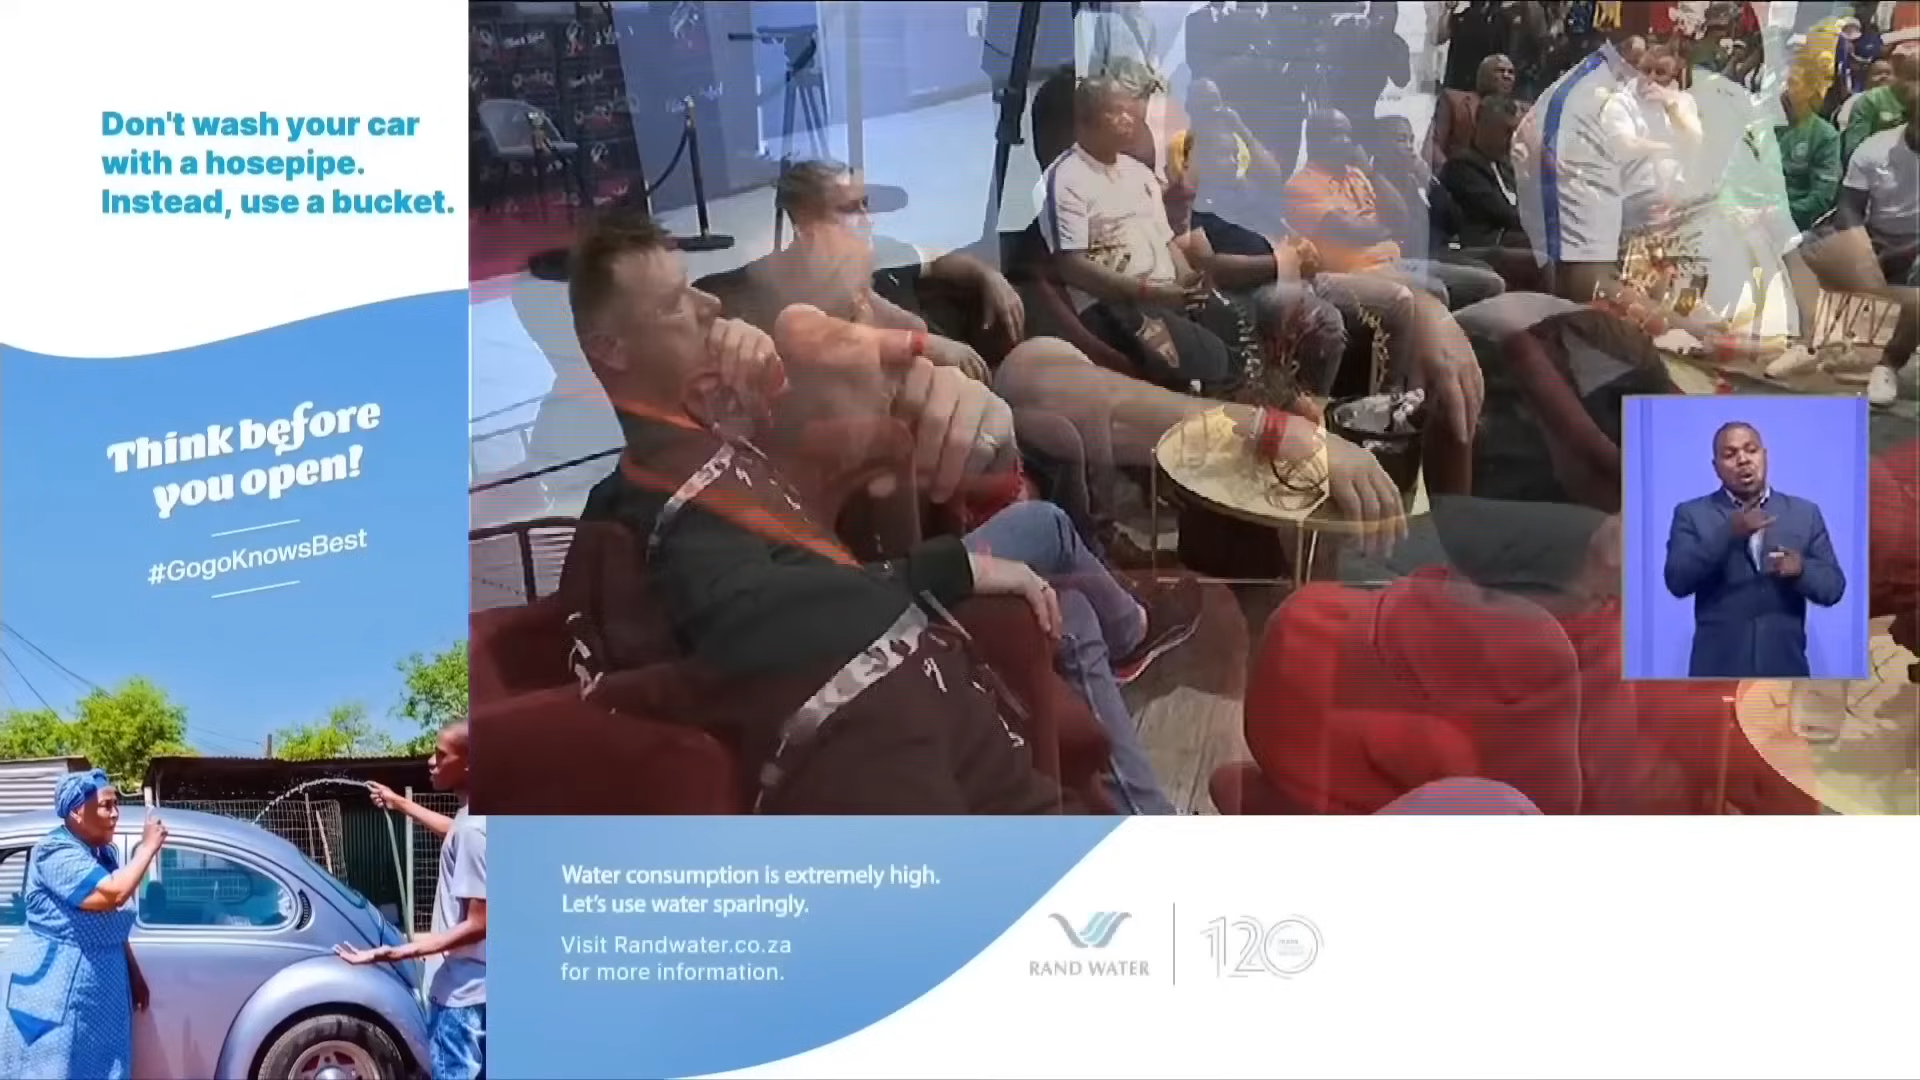 Don't wash your car
with a hosepipe.
Instead, use a bucket.
Think before
you open!
#GogoKnowsBest
Water consumption is extremely high.
Let's use water sparingly.
Visit Randwater.co.za
for more information.
RAND WATER
120